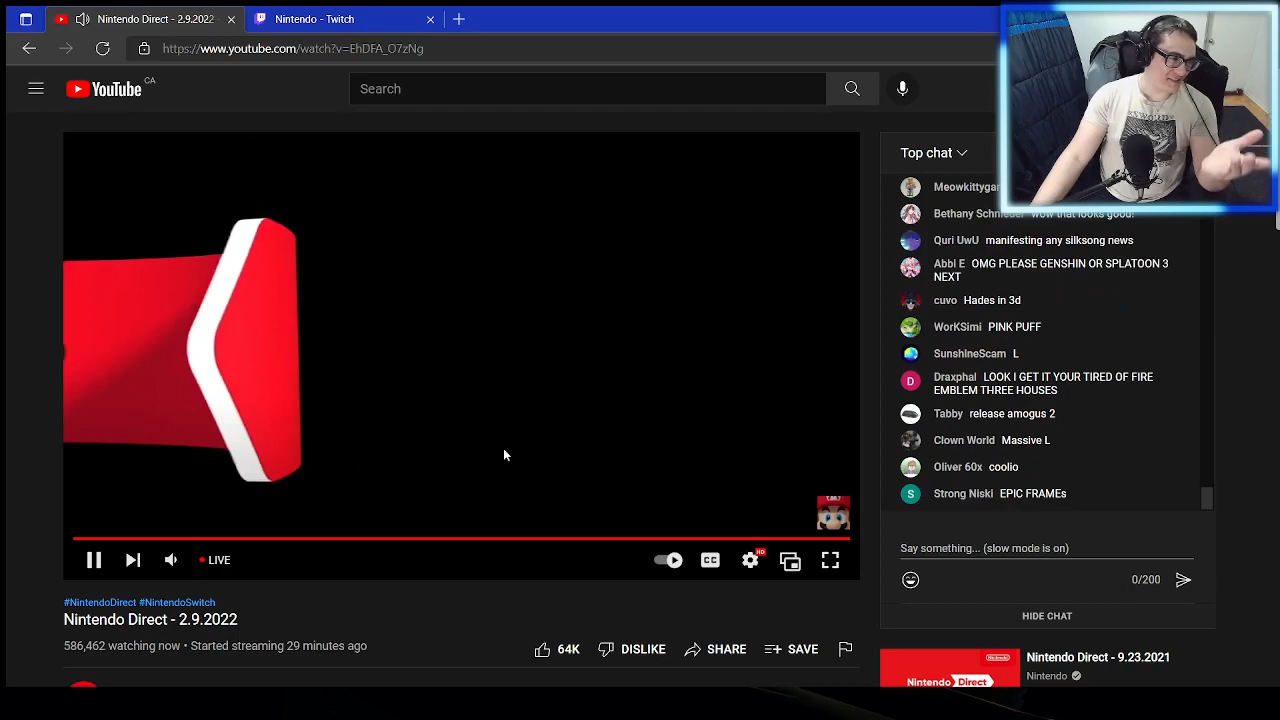 Nintendo Direct - 2.9.2022
Nintendo - Twitch
https://www.youtube.com/watch?v=EhDFA_O7zNg
YouTube CA
Search
Top chat
Meowkittygar
Bethany Schneider wow that looks good!
Quri UwU manifesting any silksong news
Abbi E OMG PLEASE GENSHIN OR SPLATOON 3
NEXT
cuvo Hades in 3d
WorKSimi PINK PUFF
SunshineScam L
D Draxphal LOOK I GET IT YOUR TIRED OF FIRE
EMBLEM THREE HOUSES
Tabby release amogus 2
Clown World Massive L
Oliver 60x coolio
S Strong Niski EPIC FRAMEs
LIVE
CC
HD
Say something... (slow mode is on)
0/200
HIDE CHAT
#NintendoDirect #NintendoSwitch
Nintendo Direct - 2.9.2022
586,462 watching now • Started streaming 29 minutes ago
64K DISLIKE SHARE SAVE
Nintendo
Nintendo Direct
Nintendo Direct - 9.23.2021
Nintendo